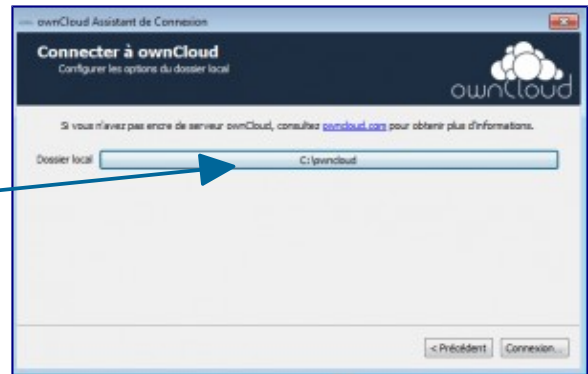 ownCloud Assistant de Connexion
Connecter à ownCloud
Configurer les options du dossier local
ownCloud
Si vous n'avez pas encre de serveur ownCloud, consultez owncloud.com pour obtenir plus d'informations.
Dossier local
C:\owncloud
< Précédent
Connexion...